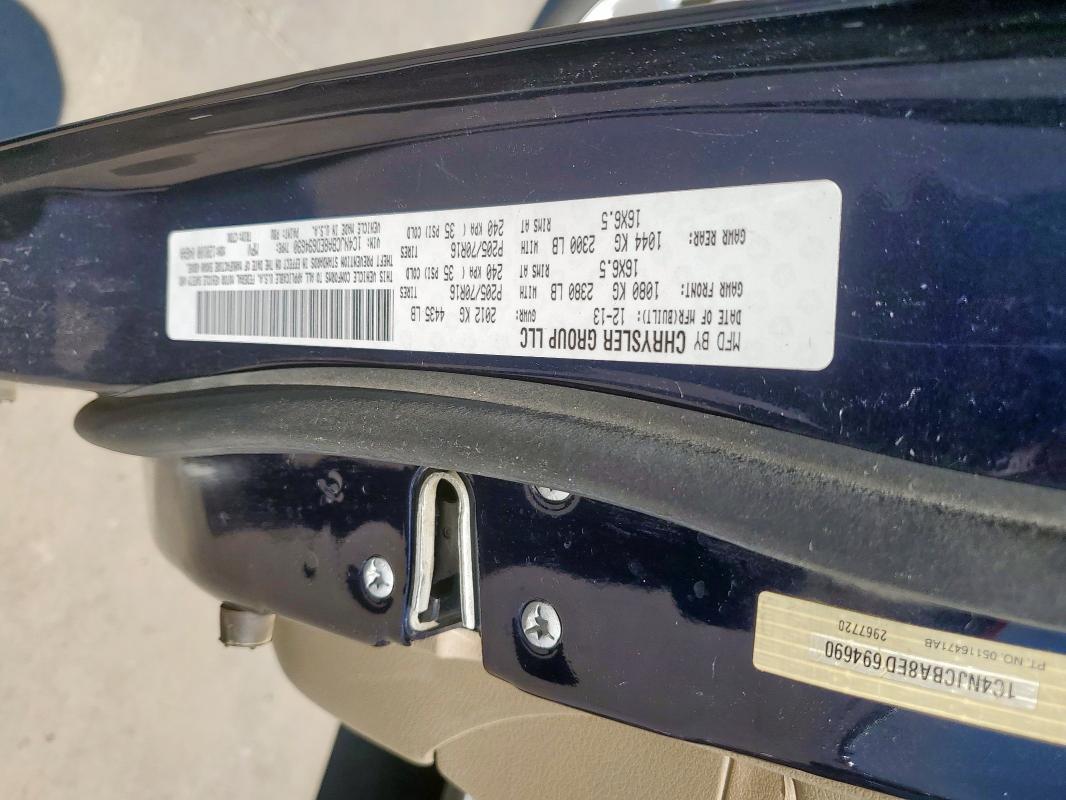 MFD BY CHRYSLER GROUP LLC
DATE OF MFR(BUILT): 12-13 GVWR: 2012 KG 4435 LB
GAWR FRONT: 1080 KG 2380 LB WITH P205/70R16 TIRES
16X6.5 RIMS AT 240 KPA ( 35 PSI) COLD
GAWR REAR: 1044 KG 2300 LB WITH P205/70R16 TIRES
16X6.5 RIMS AT 240 KPA ( 35 PSI) COLD
THIS VEHICLE CONFORMS TO ALL APPLICABLE U.S.A. FEDERAL MOTOR VEHICLE SAFETY AND
THEFT PREVENTION STANDARDS IN EFFECT ON THE DATE OF MANUFACTURE SHOWN ABOVE.
VIN: 1C4NJCBA8ED694690 TYPE: MPV
VEHICLE MADE IN U.S.A. PAINT: TRIM:
1C4NJCBA8ED694690
PT. NO. 05116471AB
2967720